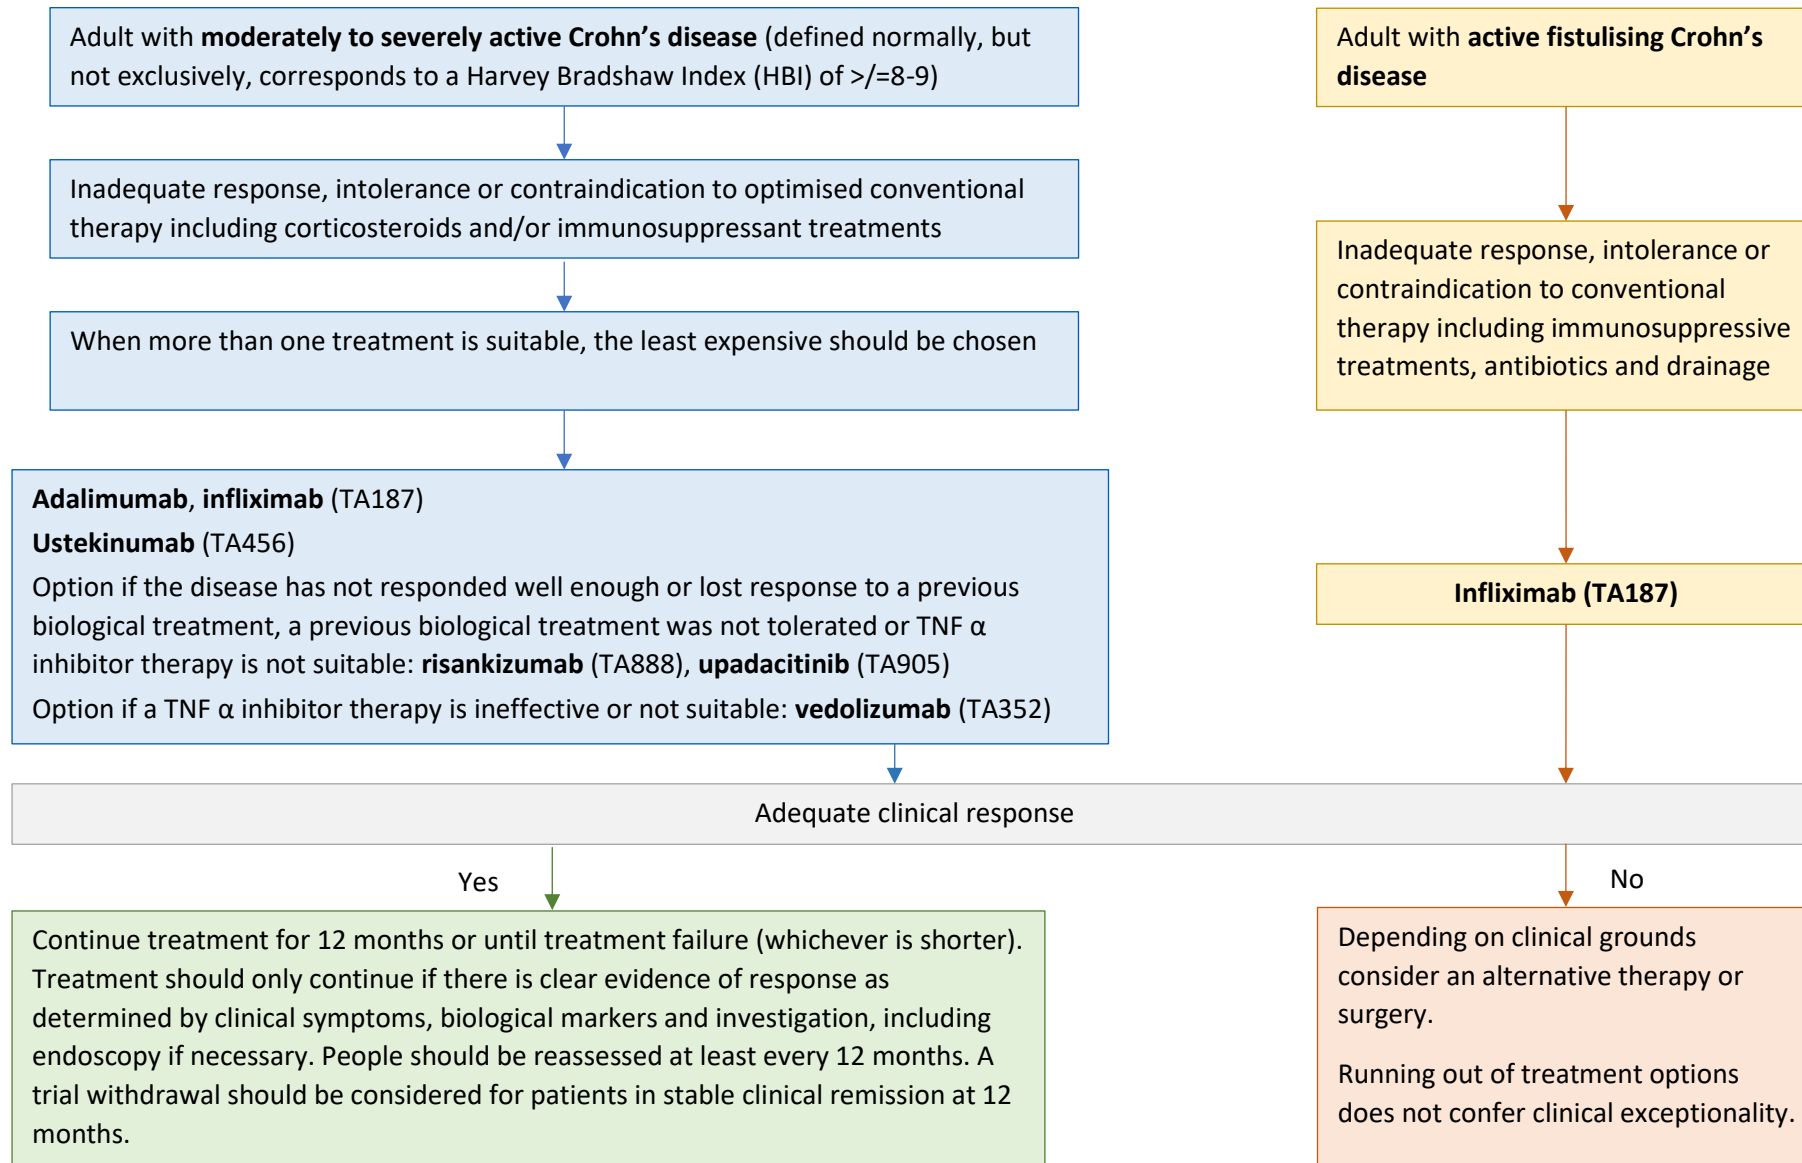 Adult with moderately to severely active Crohn’s disease (defined normally, but
not exclusively, corresponds to a Harvey Bradshaw Index (HBI) of >/=8-9)
Inadequate response, intolerance or contraindication to optimised conventional
therapy including corticosteroids and/or immunosuppressant treatments
When more than one treatment is suitable, the least expensive should be chosen
Adalimumab, infliximab (TA187)
Ustekinumab (TA456)
Option if the disease has not responded well enough or lost response to a previous
biological treatment, a previous biological treatment was not tolerated or TNF α
inhibitor therapy is not suitable: risankizumab (TA888), upadacitinib (TA905)
Option if a TNF α inhibitor therapy is ineffective or not suitable: vedolizumab (TA352)
Adult with active fistulising Crohn’s
disease
Inadequate response, intolerance or
contraindication to conventional
therapy including immunosuppressive
treatments, antibiotics and drainage
Infliximab (TA187)
Adequate clinical response
Yes
Continue treatment for 12 months or until treatment failure (whichever is shorter).
Treatment should only continue if there is clear evidence of response as
determined by clinical symptoms, biological markers and investigation, including
endoscopy if necessary. People should be reassessed at least every 12 months. A
trial withdrawal should be considered for patients in stable clinical remission at 12
months.
No
Depending on clinical grounds
consider an alternative therapy or
surgery.
Running out of treatment options
does not confer clinical exceptionality.